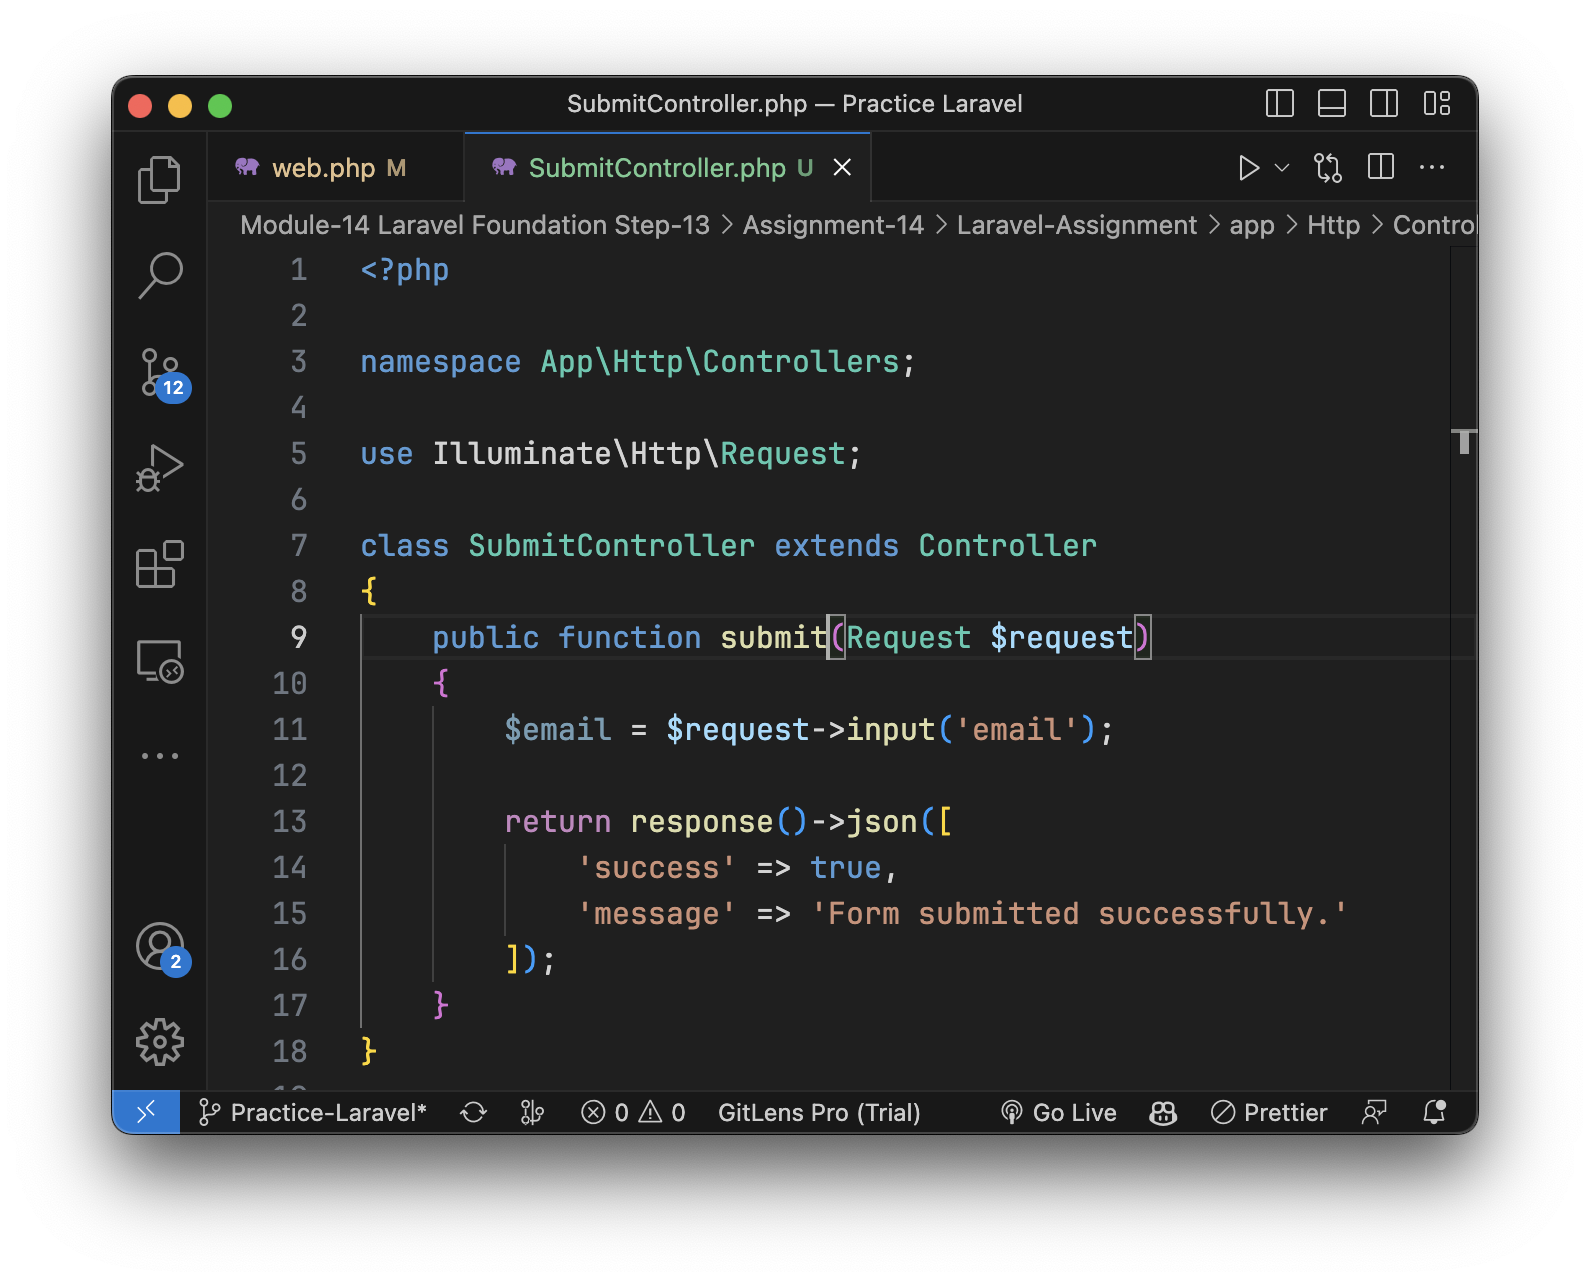 SubmitController.php — Practice Laravel
web.php M
SubmitController.php U
Module-14 Laravel Foundation Step-13 > Assignment-14 > Laravel-Assignment > app > Http >
1 <?php
2
3 namespace App\Http\Controllers;
4
5 use Illuminate\Http\Request;
6
7 class SubmitController extends Controller
8 {
9 public function submit(Request $request)
10 {
11 $email = $request->input('email');
12
13 return response()->json([
14 'success' => true,
15 'message' => 'Form submitted successfully.'
16 ]);
17 }
18 }
12
2
Practice-Laravel* 0 0 GitLens Pro (Trial) Go Live Prettier